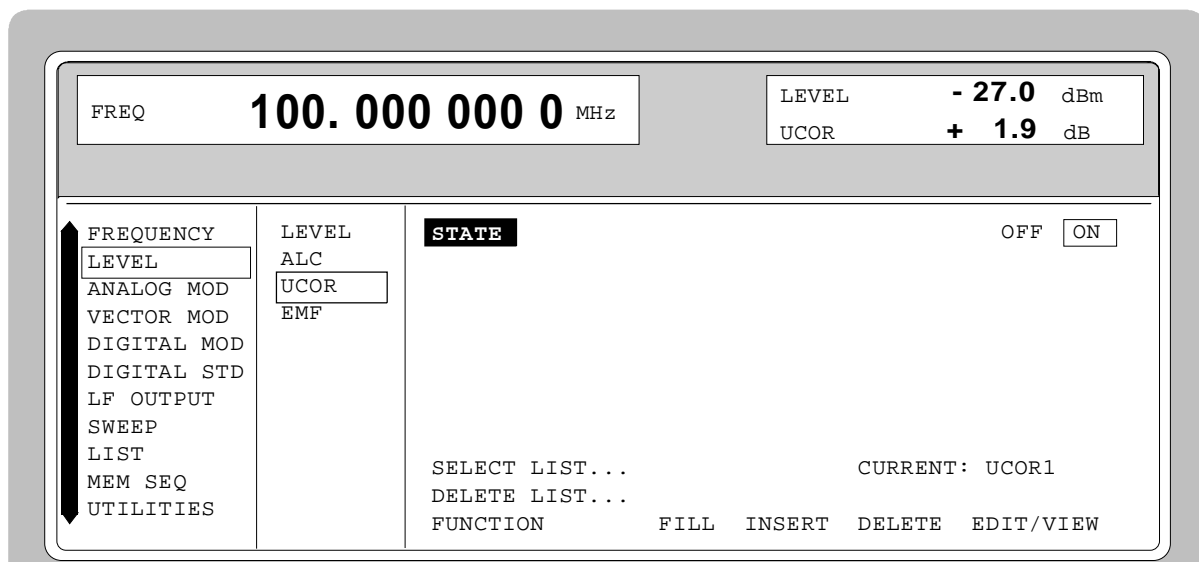 FREQ 100. 000 000 0 MHz
LEVEL - 27.0 dBm
UCOR + 1.9 dB
FREQUENCY
LEVEL
ANALOG MOD
VECTOR MOD
DIGITAL MOD
DIGITAL STD
LF OUTPUT
SWEEP
LIST
MEM SEQ
UTILITIES
LEVEL
ALC
UCOR
EMF
STATE OFF ON
SELECT LIST... CURRENT: UCOR1
DELETE LIST...
FUNCTION FILL INSERT DELETE EDIT/VIEW